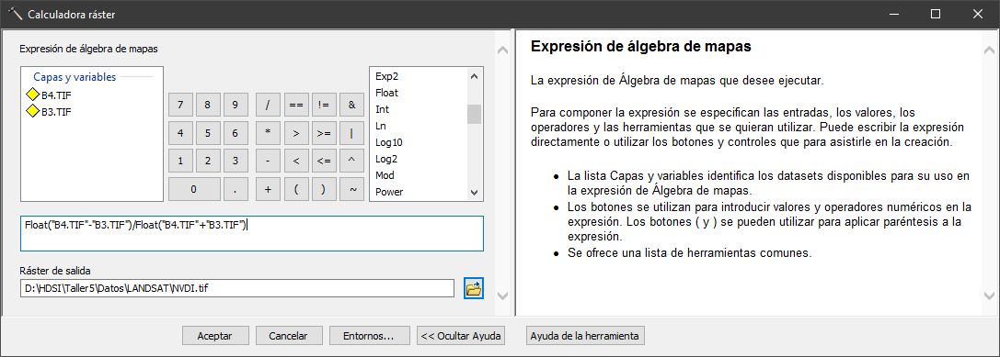 Calculadora ráster
Expresión de álgebra de mapas
Capas y variables
B4.TIF
B3.TIF
7 8 9 / == != &
4 5 6 * > >= |
1 2 3 - < <= ^
0 . + ( ) ~
Exp2
Float
Int
Ln
Log10
Log2
Mod
Power
Float("B4.TIF"-"B3.TIF")/Float("B4.TIF"+"B3.TIF")
Ráster de salida
D:\HDSI\Taller5\Datos\LANDSAT\NVDI.tif
Expresión de álgebra de mapas
La expresión de Álgebra de mapas que desee ejecutar.
Para componer la expresión se especifican las entradas, los valores, los
operadores y las herramientas que se quieran utilizar. Puede escribir la expresión
directamente o utilizar los botones y controles que para asistirle en la creación.
• La lista Capas y variables identifica los datasets disponibles para su uso en
la expresión de Álgebra de mapas.
• Los botones se utilizan para introducir valores y operadores numéricos en la
expresión. Los botones ( y ) se pueden utilizar para aplicar paréntesis a la
expresión.
• Se ofrece una lista de herramientas comunes.
Aceptar
Cancelar
Entornos...
<< Ocultar Ayuda
Ayuda de la herramienta